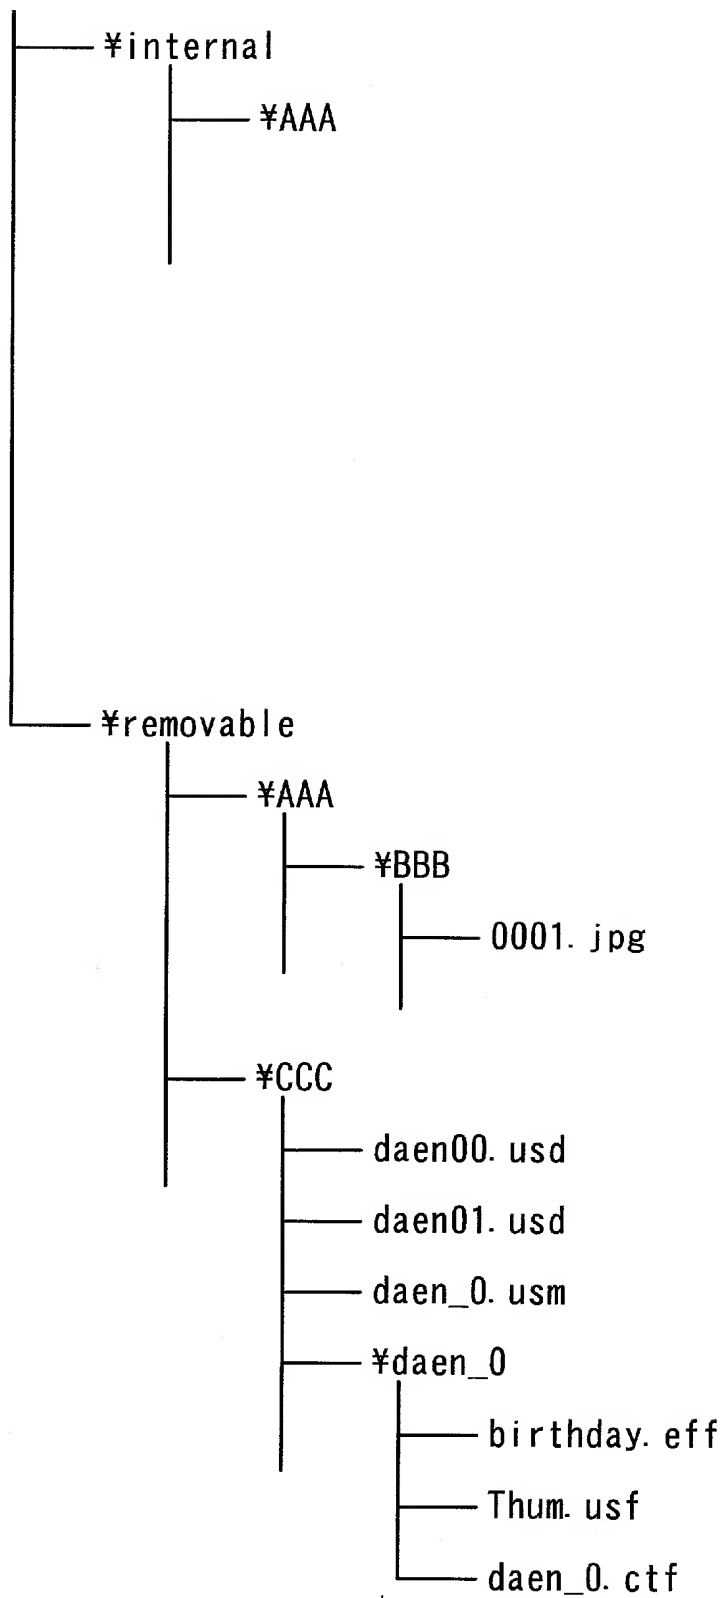 ¥internal
¥AAA
¥removable
¥AAA
¥BBB
0001.jpg
¥CCC
daen00.usd
daen01.usd
daen_0.usm
¥daen_0
birthday.eff
Thum.usf
daen_0.ctf